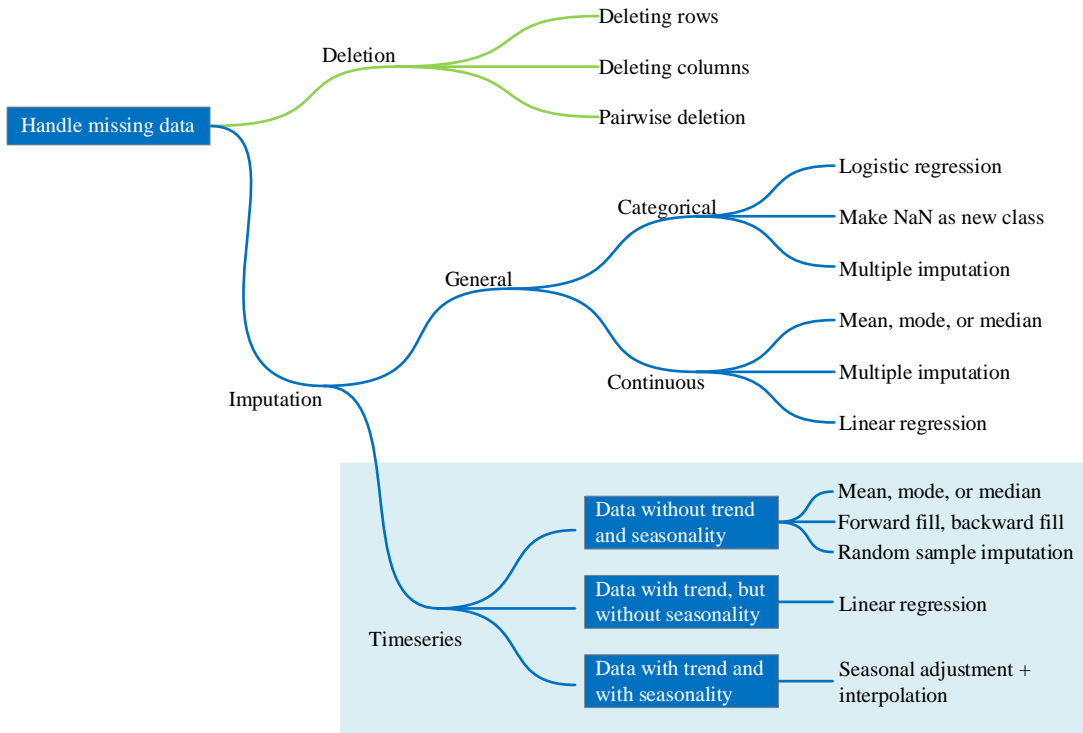 Handle missing data
Deletion
Deleting rows
Deleting columns
Pairwise deletion
Imputation
General
Categorical
Logistic regression
Make NaN as new class
Multiple imputation
Continuous
Mean, mode, or median
Multiple imputation
Linear regression
Timeseries
Data without trend
and seasonality
Mean, mode, or median
Forward fill, backward fill
Random sample imputation
Data with trend, but
without seasonality
Linear regression
Data with trend and
with seasonality
Seasonal adjustment +
interpolation